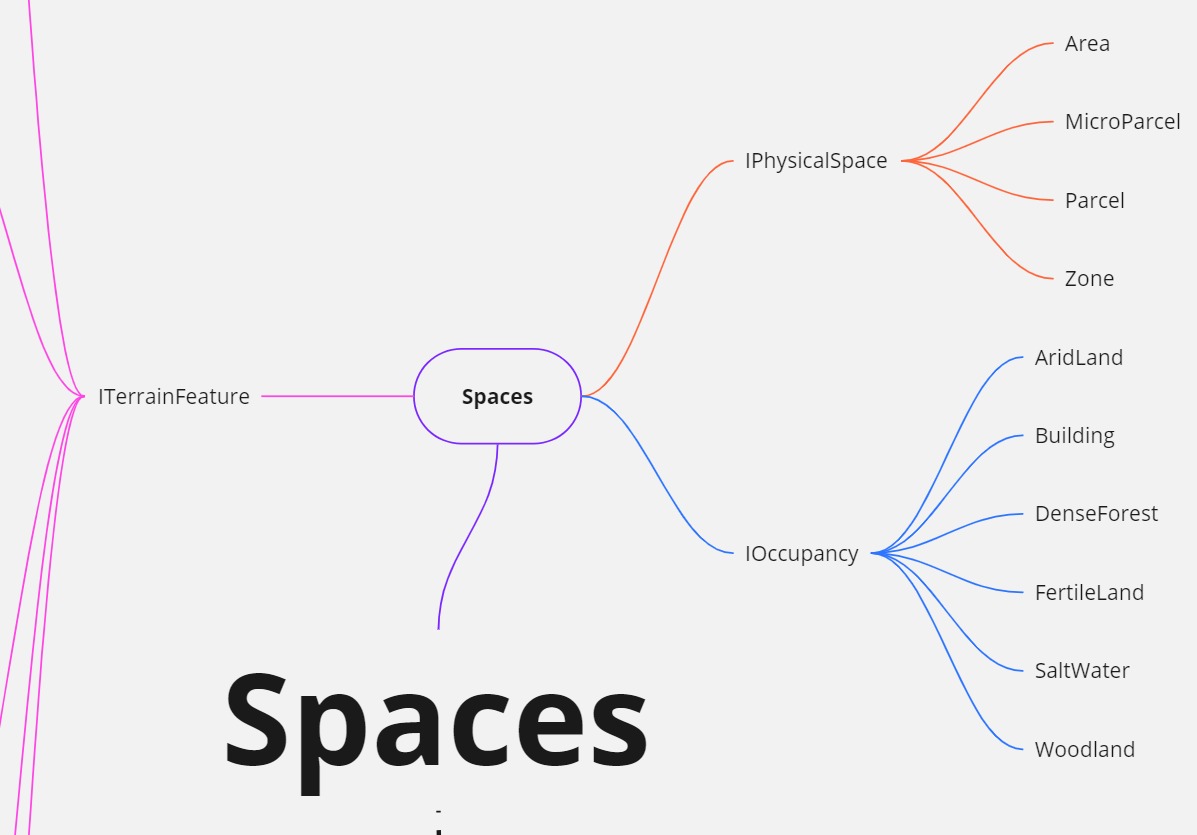 Area
MicroParcel
IPhysicalSpace
Parcel
Zone
AridLand
ITerrainFeature
Spaces
Building
DenseForest
IOccupancy
FertileLand
SaltWater
Woodland
Spaces